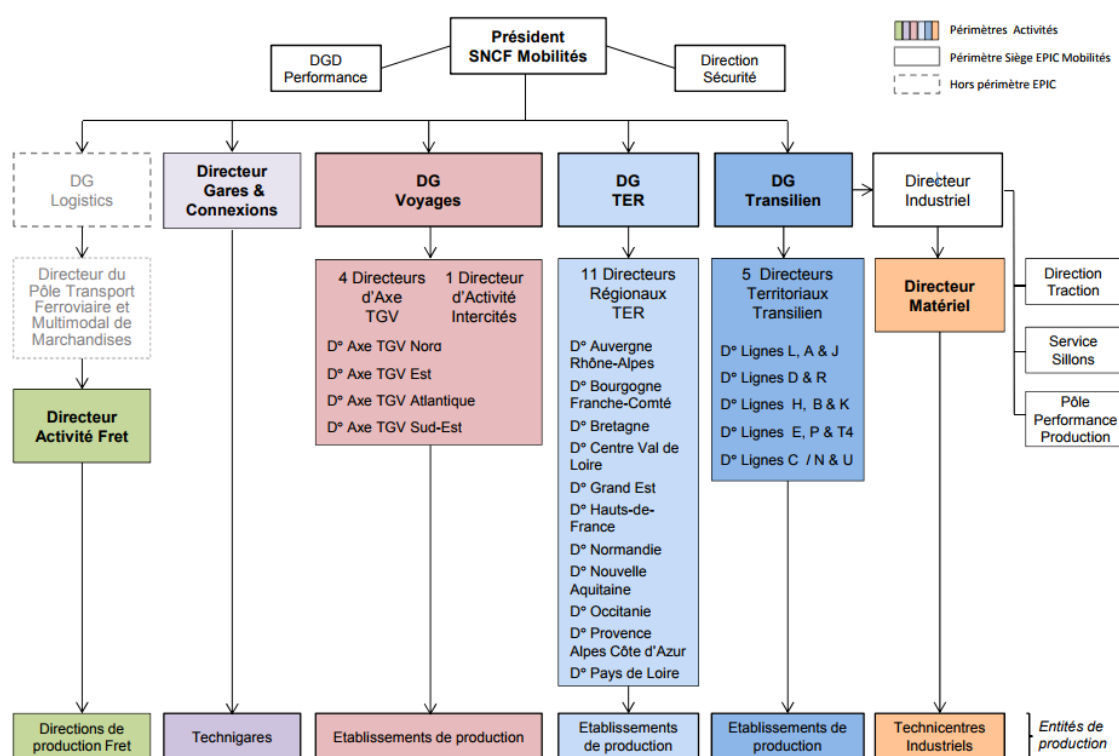 Président
SNCF Mobilités
DGD
Performance
Direction
Sécurité
Périmètres Activités
Périmètre Siège EPIC Mobilités
Hors périmètre EPIC
DG
Logistics
Directeur
Gares &
Connexions
DG
Voyages
DG
TER
DG
Transilien
Directeur
Industriel
Directeur du
Pôle Transport
Ferroviaire et
Multimodal de
Marchandises
Directeur
Activité Fret
4 Directeurs
d'Axe
TGV
1 Directeur
d'Activité
Intercités
D° Axe TGV Nord
D° Axe TGV Est
D° Axe TGV Atlantique
D° Axe TGV Sud-Est
11 Directeurs
Régionaux
TER
D° Auvergne
Rhône-Alpes
D° Bourgogne
Franche-Comté
D° Bretagne
D° Centre Val de
Loire
D° Grand Est
D° Hauts-de-
France
D° Normandie
D° Nouvelle
Aquitaine
D° Occitanie
D° Provence
Alpes Côte d'Azur
D° Pays de Loire
5 Directeurs
Territoriaux
Transilien
D° Lignes L, A & J
D° Lignes D & R
D° Lignes H, B & K
D° Lignes E, P & T4
D° Lignes C / N & U
Directeur
Matériel
Direction
Traction
Service
Sillons
Pôle
Performance
Production
Directions de
production Fret
Technigares
Etablissements de production
Etablissements
de production
Etablissements de
production
Technicentres
Industriels
Entités de
production